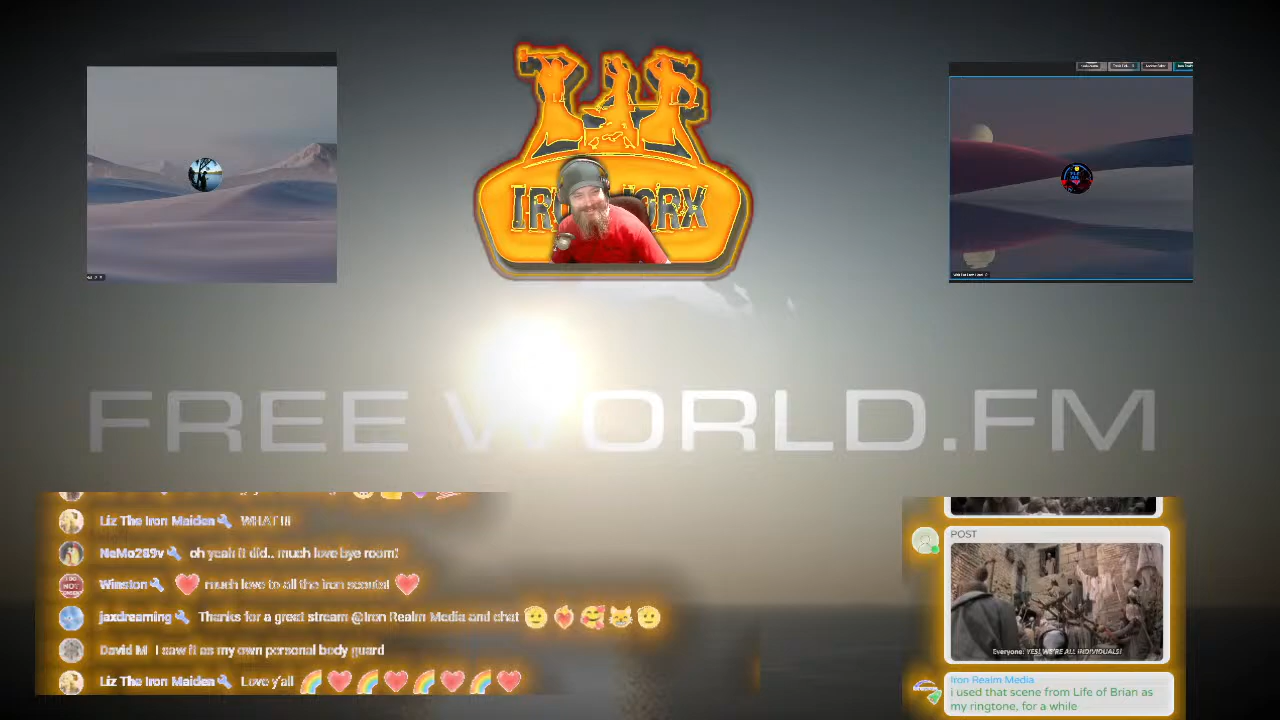 IRON WORX
FREE WORLD.FM
Liz The Iron Maiden WHAT !!!
NeMo289v oh yeah it did.. much love bye room!
Winston much love to all the iron scouts!
jaxdreaming Thanks for a great stream @Iron Realm Media and chat
David M I saw it as my own personal body guard
Liz The Iron Maiden Love y'all
POST
Everyone: YES! WE'RE ALL INDIVIDUALS!
Iron Realm Media
i used that scene from Life of Brian as
my ringtone, for a while